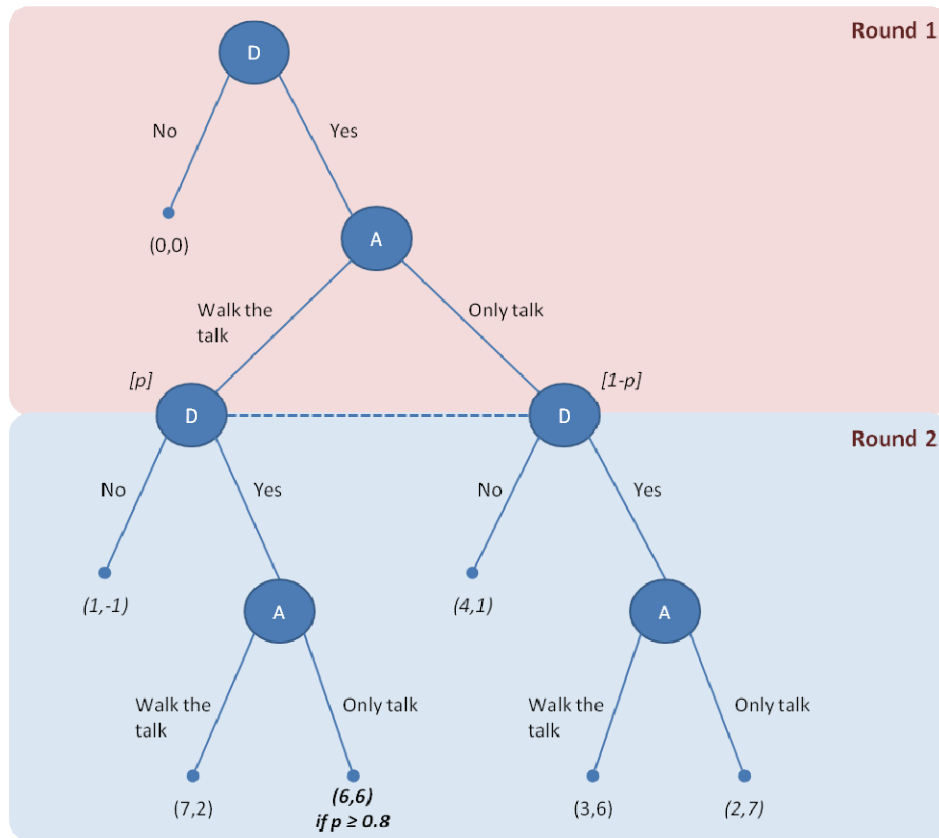 Round 1
D
No
Yes
(0,0)
A
Walk the
talk
Only talk
[p]
[1-p]
D
D
Round 2
No
Yes
No
Yes
(1,-1)
A
(4,1)
A
Walk the
talk
Only talk
Walk the
talk
Only talk
(7,2)
(6,6)
if p ≥ 0.8
(3,6)
(2,7)